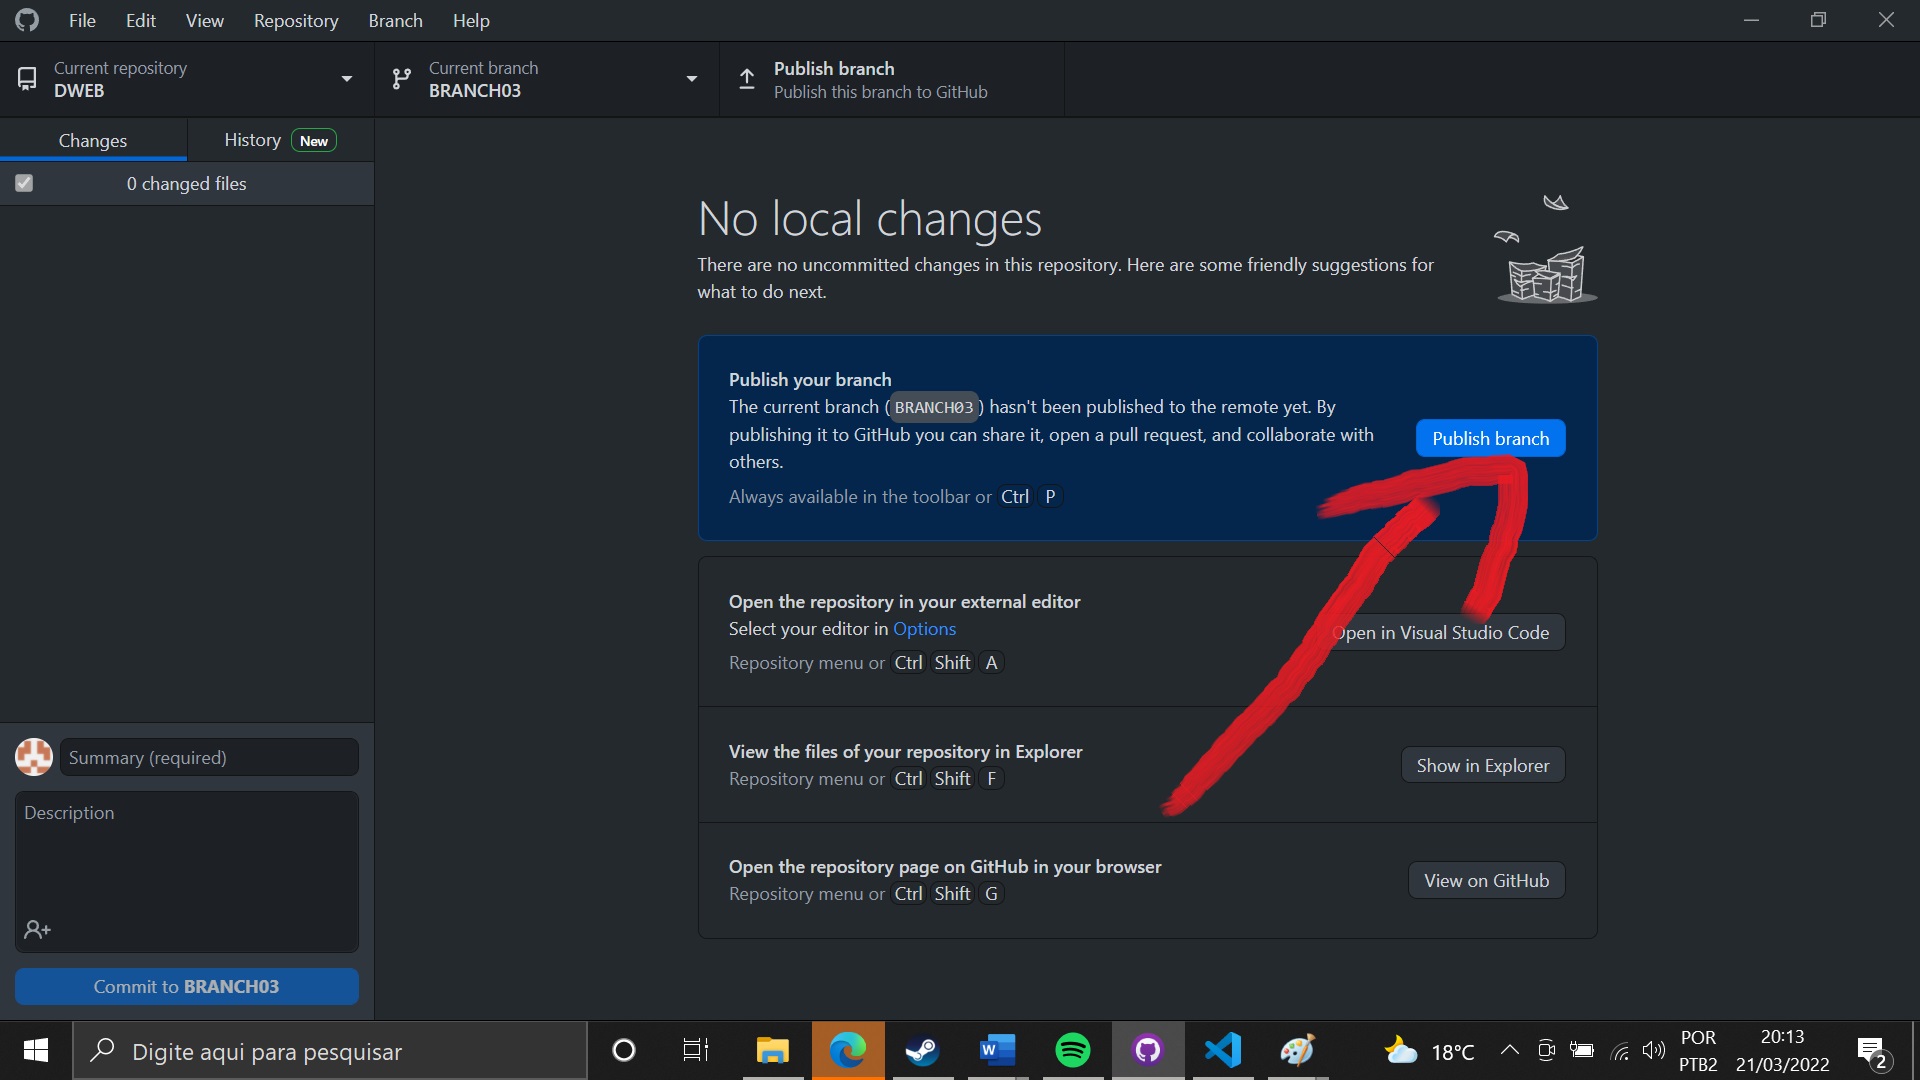 File Edit View Repository Branch Help
Current repository
DWEB
Current branch
BRANCH03
Publish branch
Publish this branch to GitHub
Changes
History New
0 changed files
No local changes
There are no uncommitted changes in this repository. Here are some friendly suggestions for
what to do next.
Publish your branch
The current branch (BRANCH03) hasn't been published to the remote yet. By
publishing it to GitHub you can share it, open a pull request, and collaborate with
others.
Always available in the toolbar or Ctrl P
Publish branch
Open the repository in your external editor
Select your editor in Options
Repository menu or Ctrl Shift A
Open in Visual Studio Code
View the files of your repository in Explorer
Repository menu or Ctrl Shift F
Show in Explorer
Open the repository page on GitHub in your browser
Repository menu or Ctrl Shift G
View on GitHub
Summary (required)
Description
Commit to BRANCH03
Digite aqui para pesquisar
W
18°C
POR
PTB2
20:13
21/03/2022
2